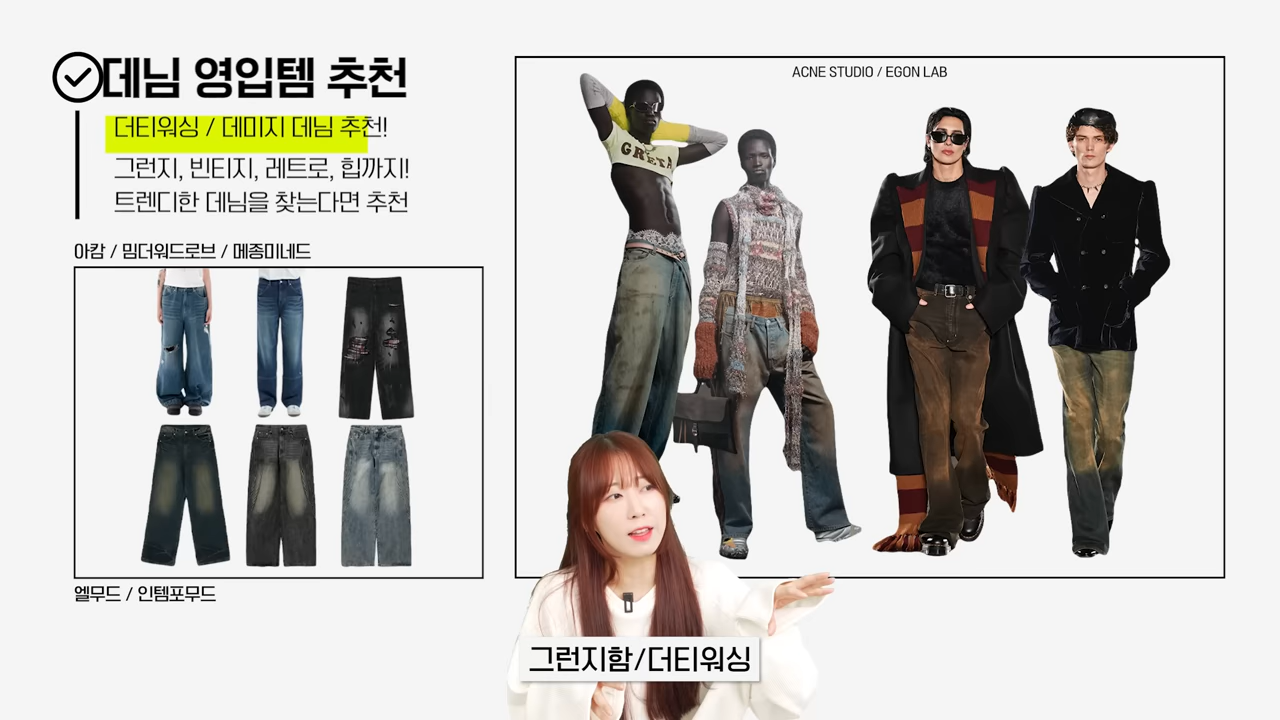 데님 영입템 추천
더티워싱 / 데미지 데님 추천!
그런지, 빈티지, 레트로, 힙까지!
트렌디한 데님을 찾는다면 추천
아캄 / 밈더워드로브 / 메종미네드
엘무드 / 인템포무드
ACNE STUDIO / EGON LAB
GRETA
그런지함/더티워싱